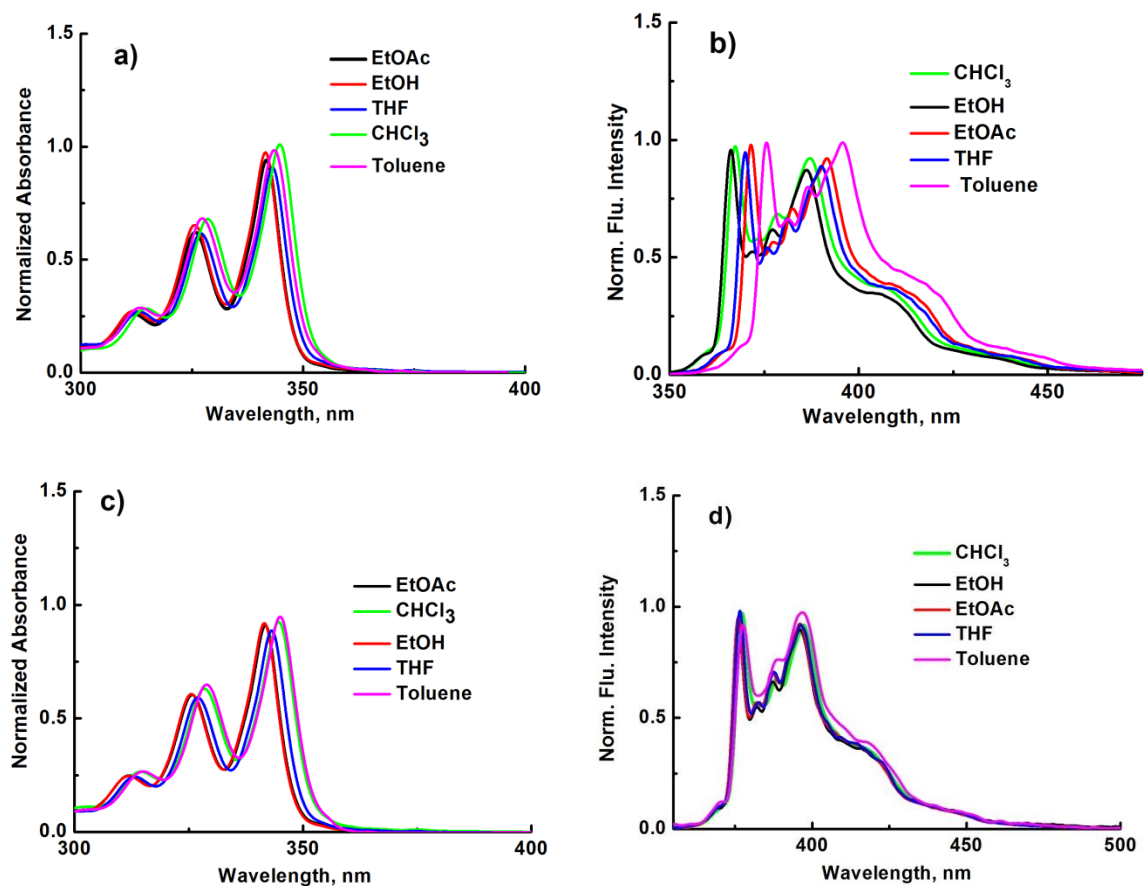 a)
Normalized Absorbance
1.5
1.0
0.5
0.0
EtOAc
EtOH
THF
CHCl3
Toluene
300
350
400
Wavelength, nm
b)
Norm. Flu. Intensity
1.5
1.0
0.5
0.0
CHCl3
EtOH
EtOAc
THF
Toluene
350
400
450
Wavelength, nm
c)
Normalized Absorbance
1.5
1.0
0.5
0.0
EtOAc
CHCl3
EtOH
THF
Toluene
300
350
400
Wavelength, nm
d)
Norm. Flu. Intensity
1.5
1.0
0.5
0.0
CHCl3
EtOH
EtOAc
THF
Toluene
400
450
500
Wavelength, nm